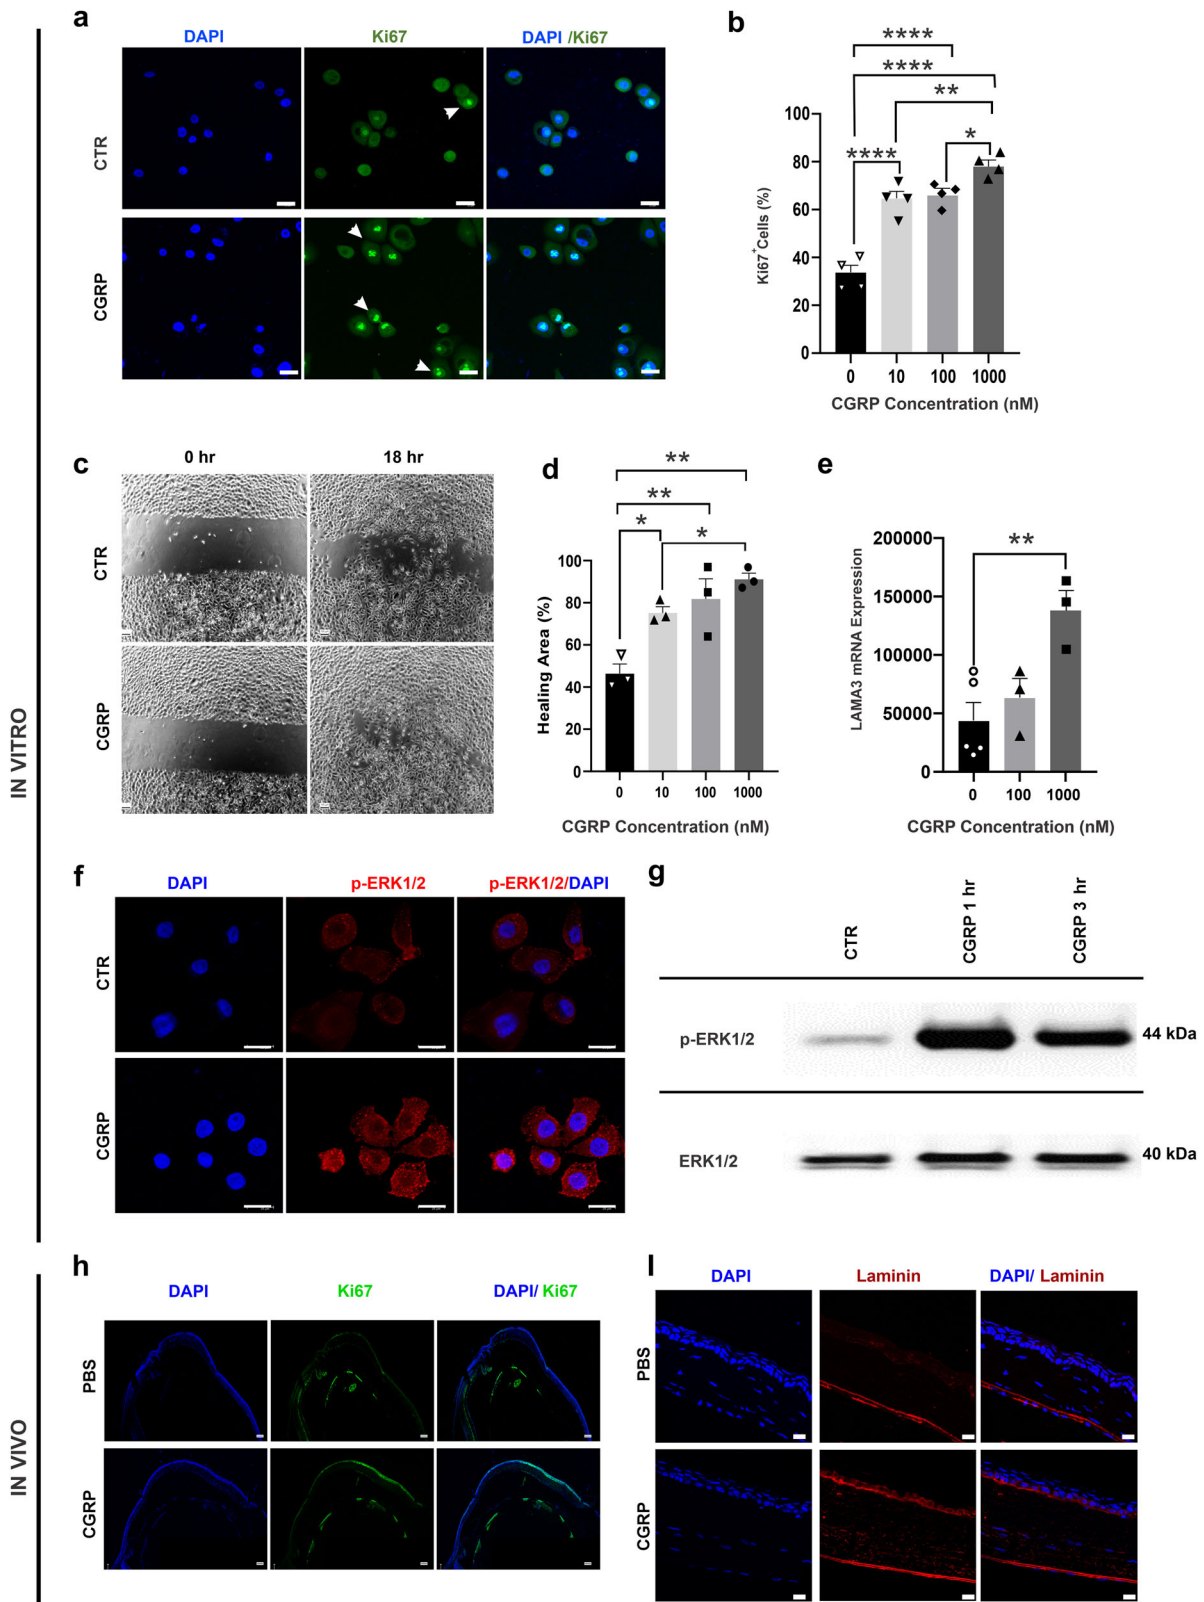 IN VITRO
IN VIVO
a
DAPI
Ki67
DAPI /Ki67
CTR
CGRP
b
****
****
**
*
****
Ki67+ Cells (%)
100
80
60
40
20
0
0 10 100 1000
CGRP Concentration (nM)
c
0 hr
18 hr
CTR
CGRP
d
**
**
*
*
Healing Area (%)
100
80
60
40
20
0
0 10 100 1000
CGRP Concentration (nM)
e
**
LAMA3 mRNA Expression
200000
150000
100000
50000
0
0 100 1000
CGRP Concentration (nM)
f
DAPI
p-ERK1/2
p-ERK1/2/DAPI
CTR
CGRP
g
CTR
CGRP 1 hr
CGRP 3 hr
p-ERK1/2
44 kDa
ERK1/2
40 kDa
h
DAPI
Ki67
DAPI/ Ki67
PBS
CGRP
I
DAPI
Laminin
DAPI/ Laminin
PBS
CGRP